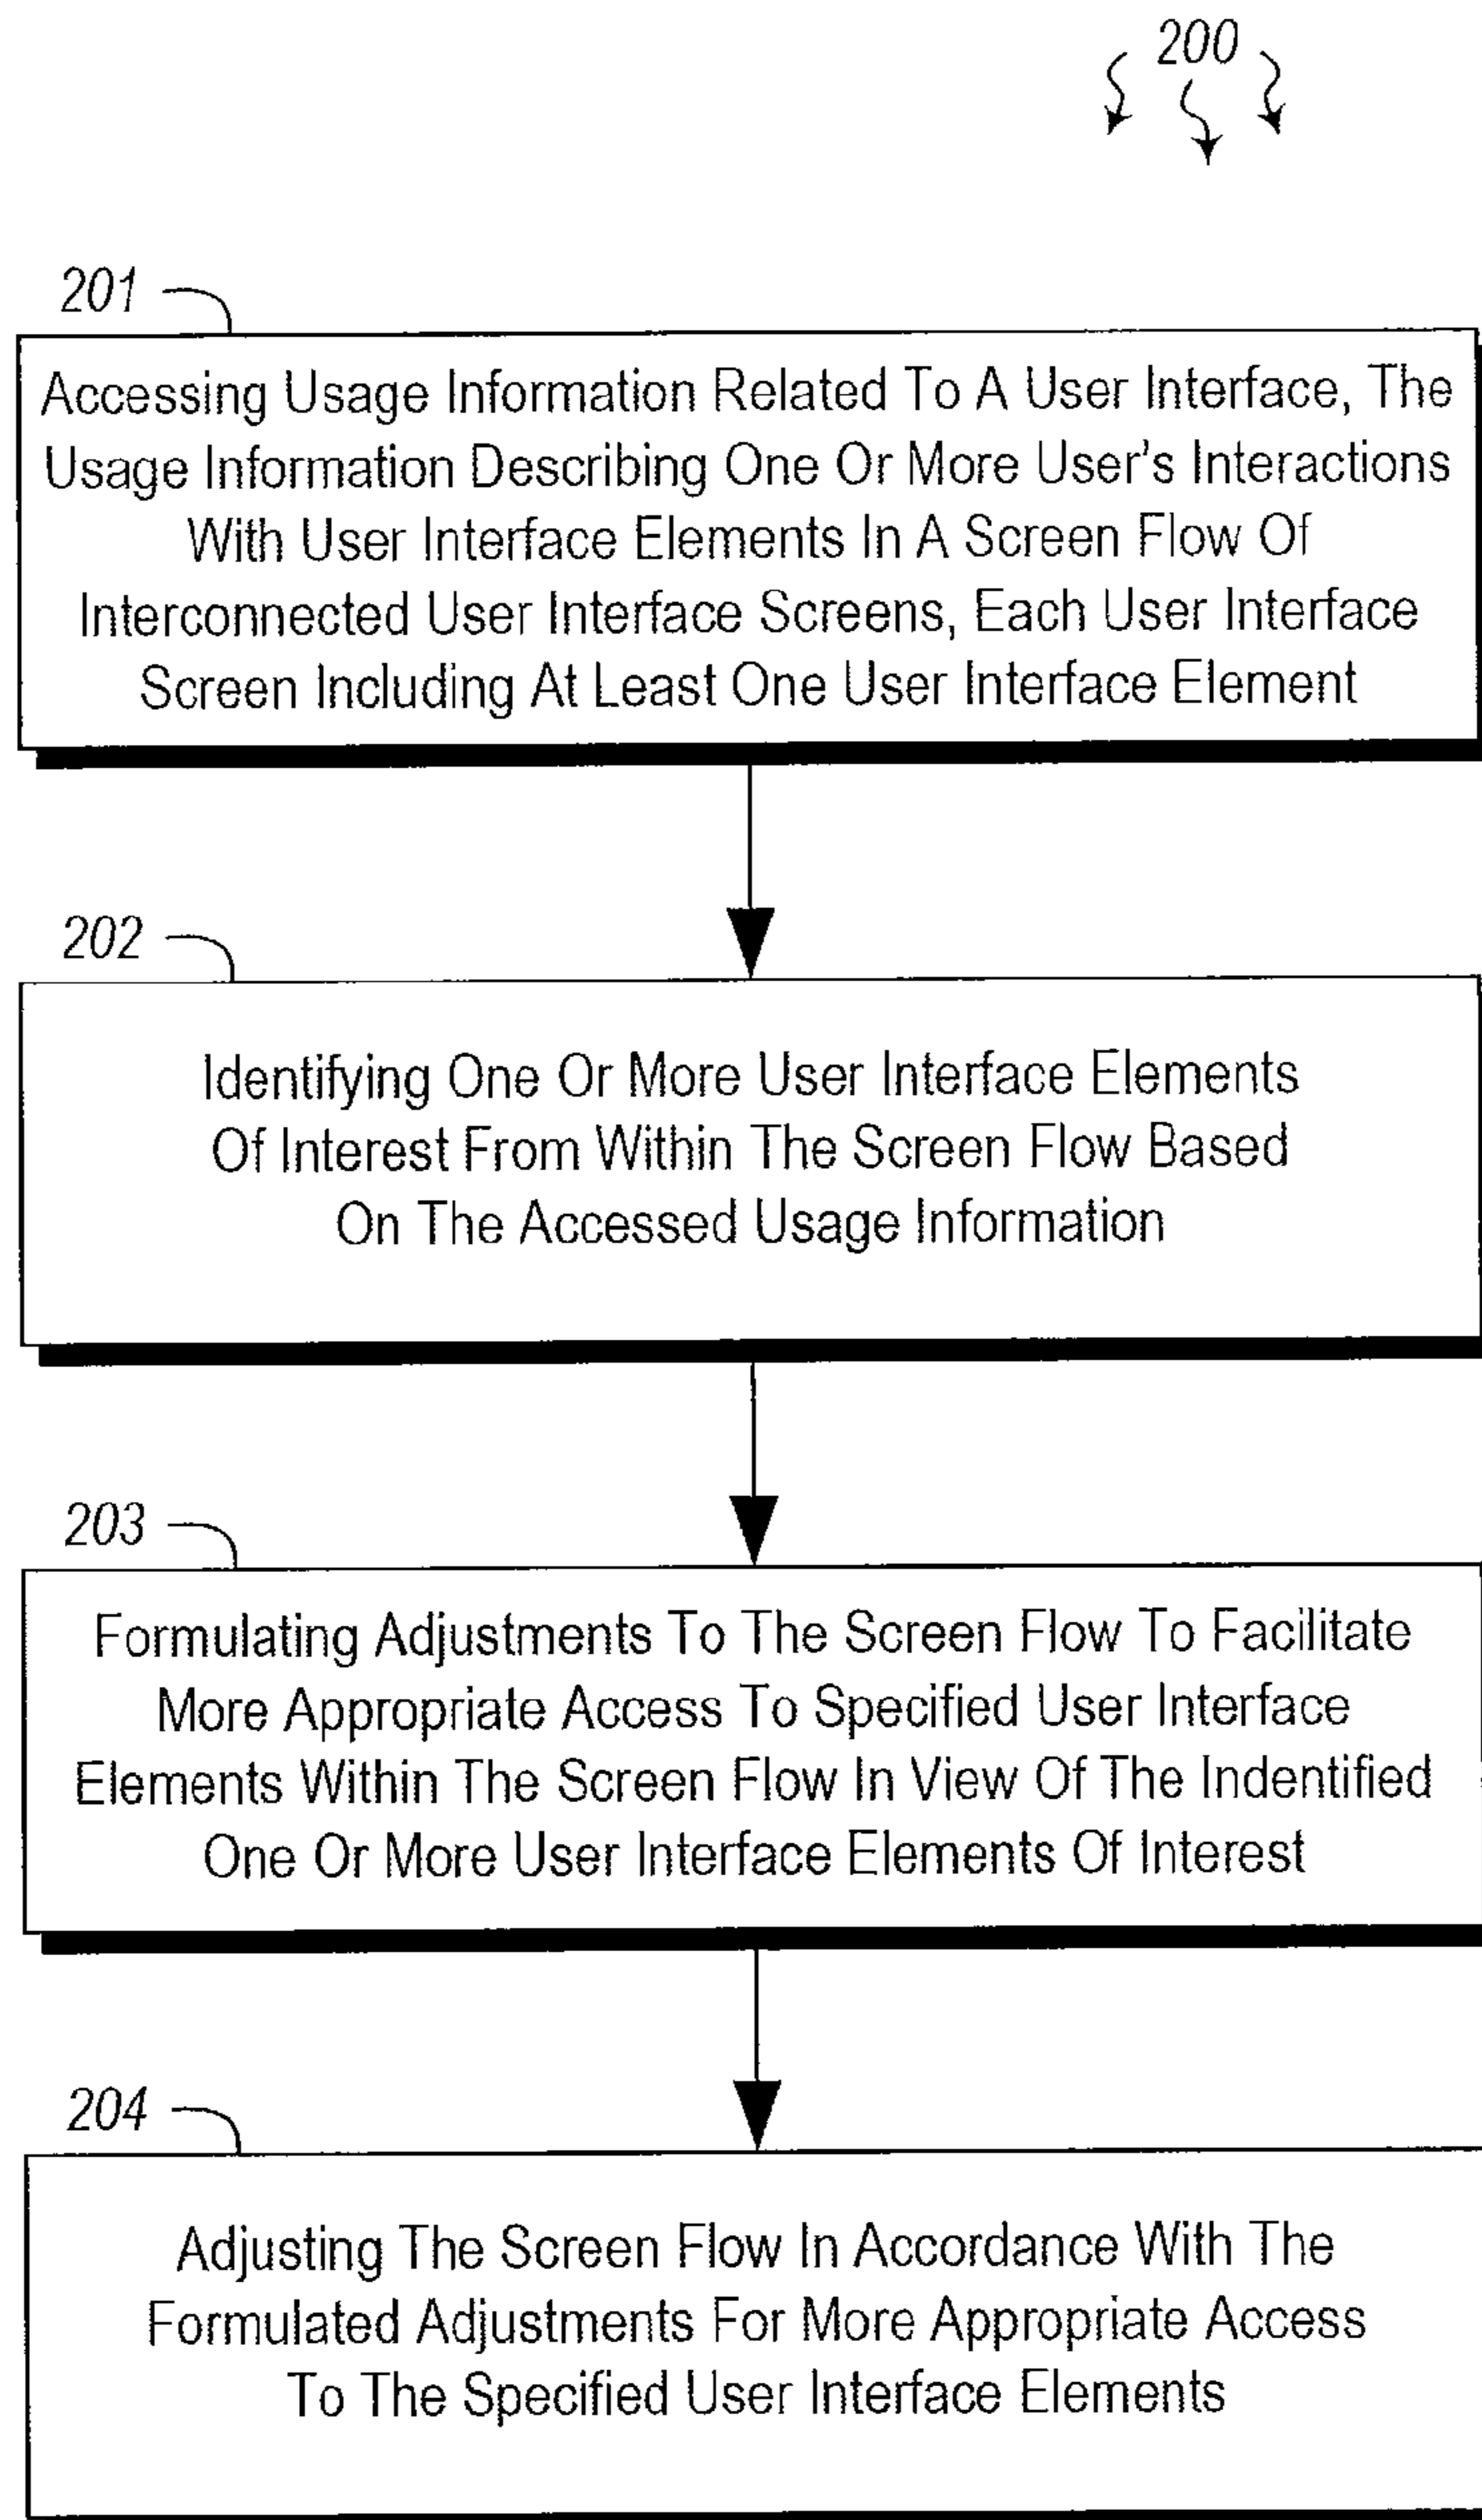 200
201
Accessing Usage Information Related To A User Interface, The
Usage Information Describing One Or More User's Interactions
With User Interface Elements In A Screen Flow Of
Interconnected User Interface Screens, Each User Interface
Screen Including At Least One User Interface Element
202
Identifying One Or More User Interface Elements
Of Interest From Within The Screen Flow Based
On The Accessed Usage Information
203
Formulating Adjustments To The Screen Flow To Facilitate
More Appropriate Access To Specified User Interface
Elements Within The Screen Flow In View Of The Indentified
One Or More User Interface Elements Of Interest
204
Adjusting The Screen Flow In Accordance With The
Formulated Adjustments For More Appropriate Access
To The Specified User Interface Elements